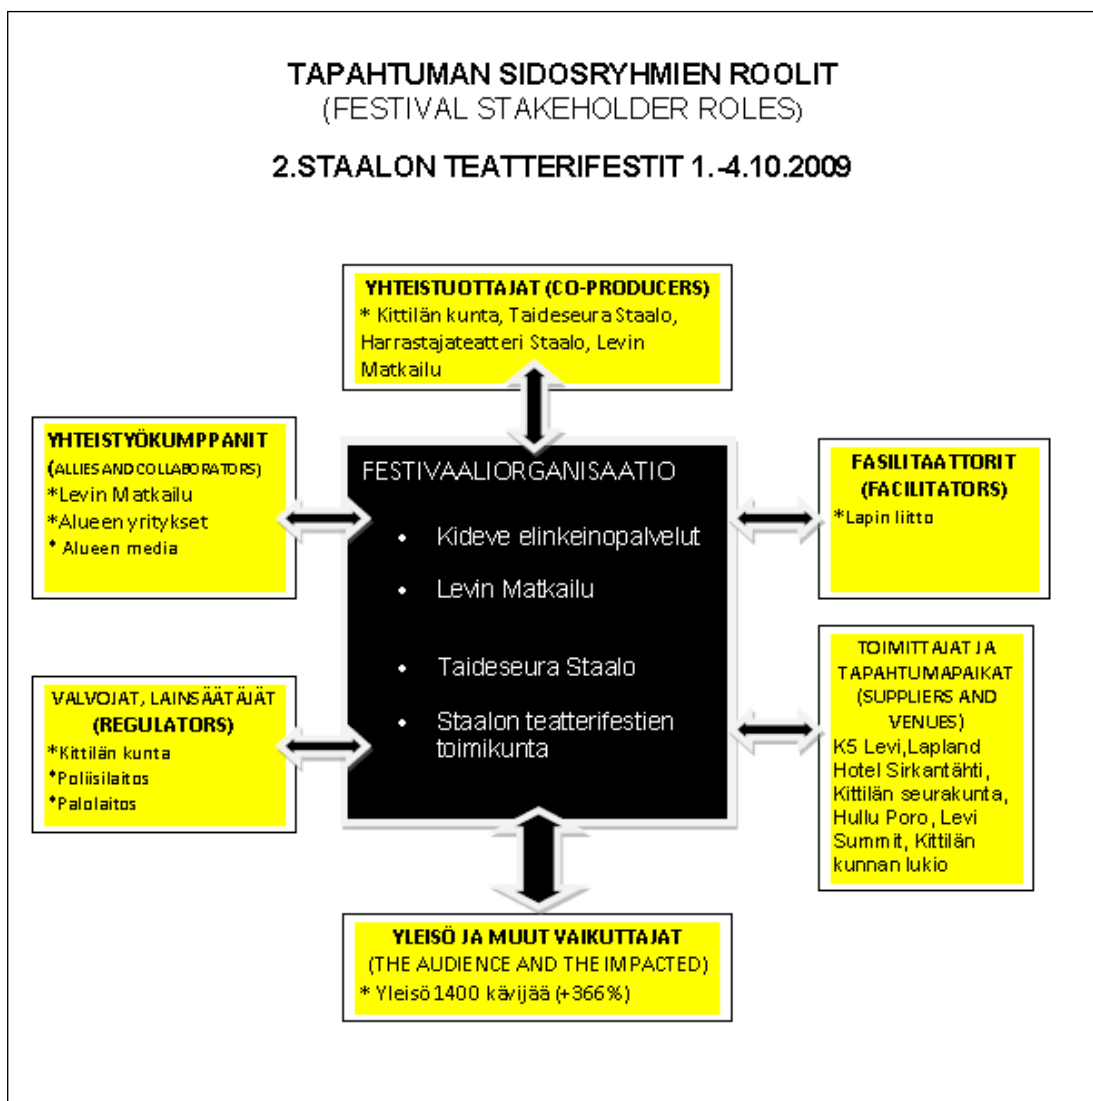 TAPAHTUMAN SIDOSRYHMIEN ROOLIT
(FESTIVAL STAKEHOLDER ROLES)
2.STAALON TEATTERIFESTIT 1.-4.10.2009
YHTEISTUOTTAJAT (CO-PRODUCERS)
* Kittilän kunta, Taideseura Staalo,
Harrastajateatteri Staalo, Levin
Matkailu
YHTEISTYÖKUMPPANIT
(ALLIES AND COLLABORATORS)
*Levin Matkailu
*Alueen yritykset
* Alueen media
FESTIVAALIORGANISAATIO
• Kideve elinkeinopalvelut
• Levin Matkailu
• Taideseura Staalo
• Staalon teatterifestien
toimikunta
FASILITAATTORIT
(FACILITATORS)
*Lapin liitto
VALVOJAT, LAINSÄÄTÄJÄT
(REGULATORS)
*Kittilän kunta
*Poliisilaitos
*Palolaitos
TOIMITTAJAT JA
TAPAHTUMAPAIKAT
(SUPPLIERS AND
VENUES)
K5 Levi,Lapland
Hotel Sirkantähti,
Kittilän seurakunta,
Hullu Poro, Levi
Summit, Kittilän
kunnan lukio
YLEISÖ JA MUUT VAIKUTTAJAT
(THE AUDIENCE AND THE IMPACTED)
* Yleisö 1400 kävijää (+366%)